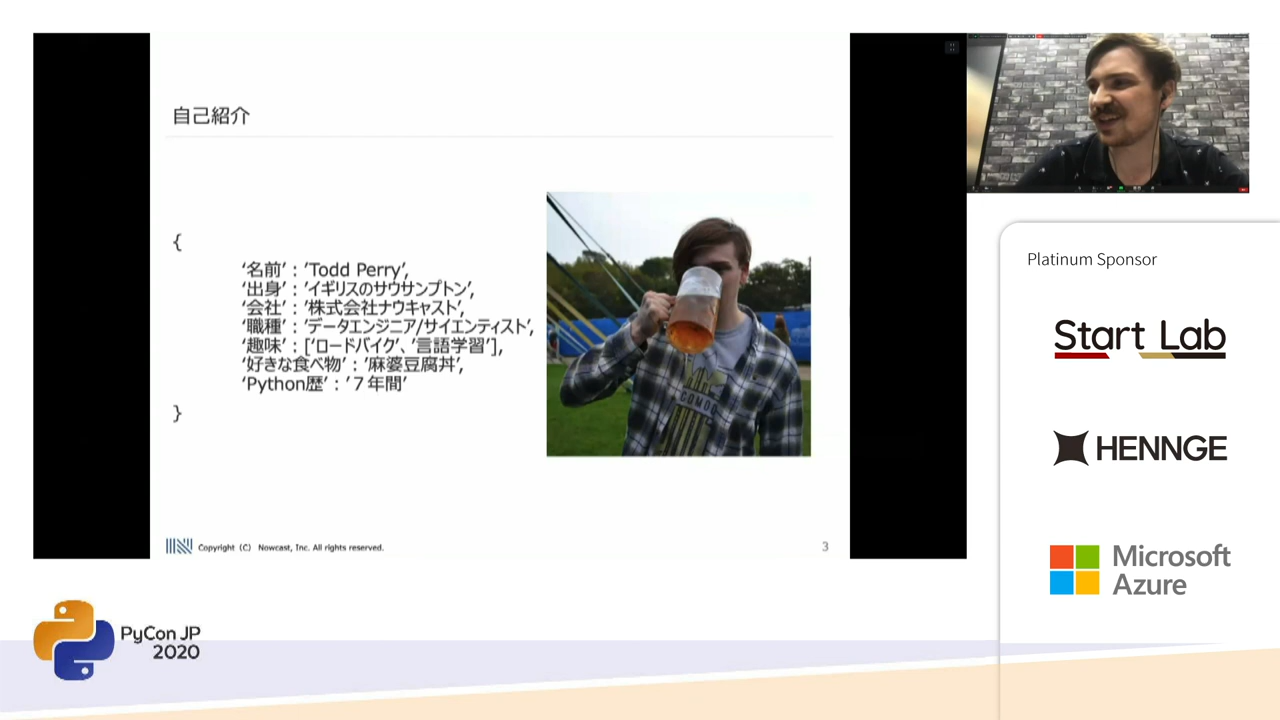 自己紹介
{
‘名前’ : ’Todd Perry’,
‘出身’ : ’イギリスのサウサンプトン’,
‘会社’ : ’株式会社ナウキャスト’,
‘職種’ : ’データエンジニア/サイエンティスト’,
‘趣味’ : [’ロードバイク’、’言語学習’],
‘好きな食べ物’ : ’麻婆豆腐丼’,
‘Python歴’ : ’７年間’
}
COMDO
Copyright（C） Nowcast, Inc. All rights reserved.
3
Platinum Sponsor
Start Lab
HENNGE
Microsoft
Azure
PyCon JP
2020